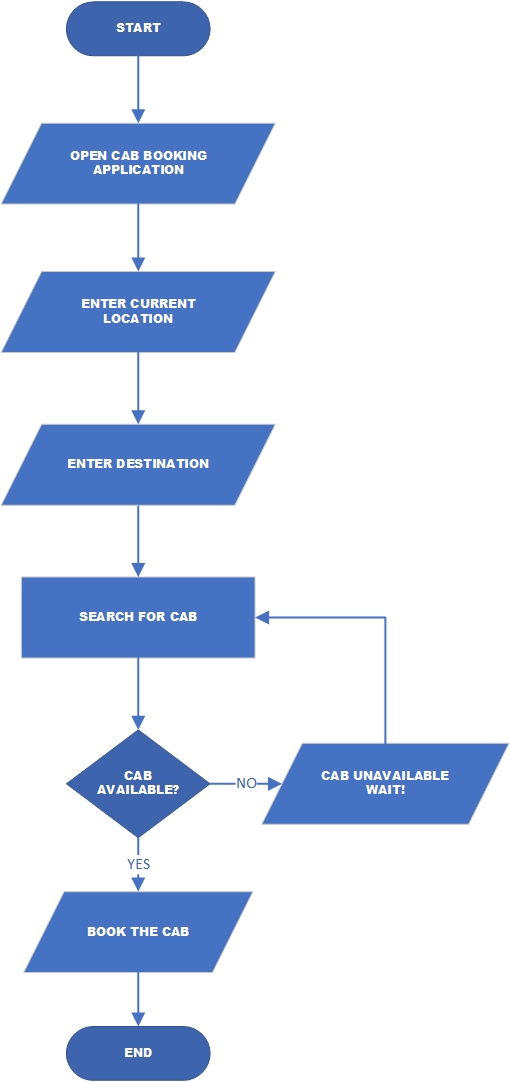 START
OPEN CAB BOOKING
APPLICATION
ENTER CURRENT
LOCATION
ENTER DESTINATION
SEARCH FOR CAB
CAB
AVAILABLE?
NO
CAB UNAVAILABLE
WAIT!
YES
BOOK THE CAB
END